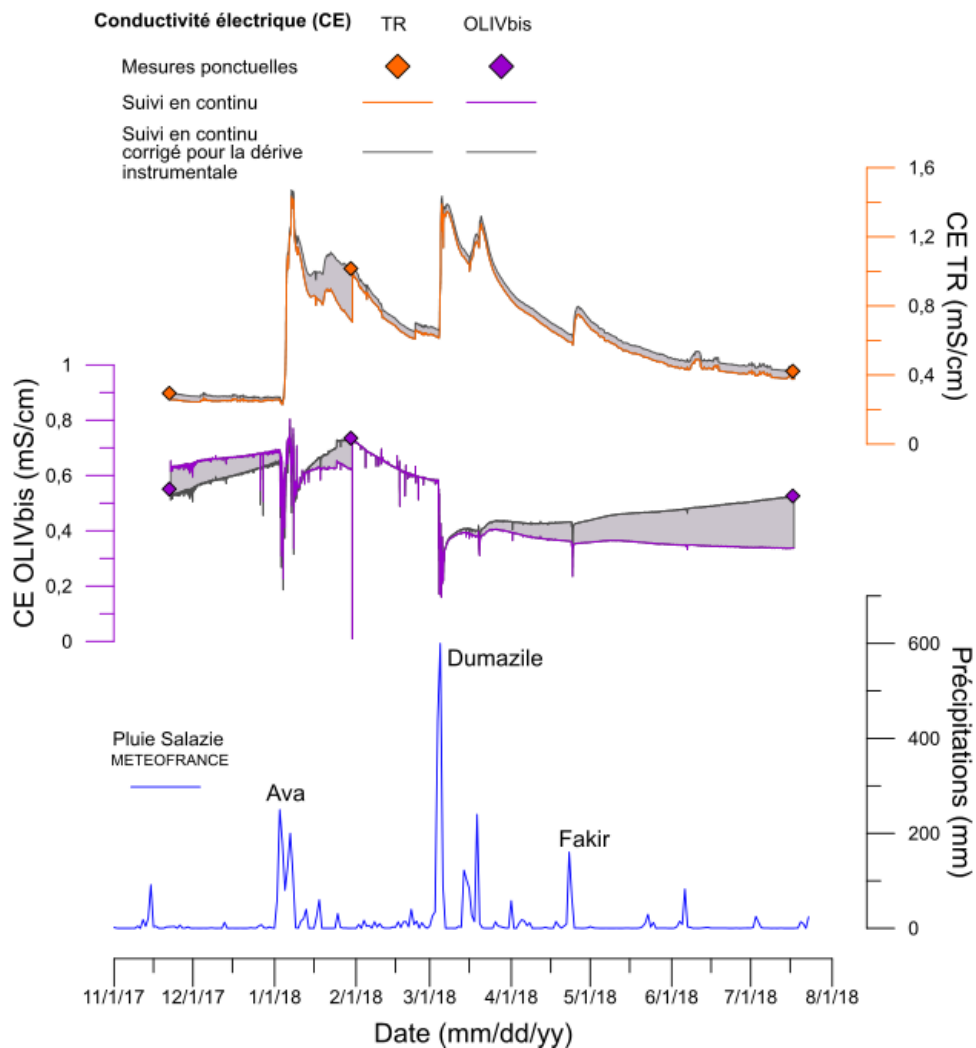 Conductivité électrique (CE) TR OLIVbis
Mesures ponctuelles
Suivi en continu
Suivi en continu
corrigé pour la dérive
instrumentale
1,6
1,2
0,8
0,4
0
CE TR (mS/cm)
1
0,8
0,6
0,4
0,2
0
CE OLIVbis (mS/cm)
Dumazile
Pluie Salazie
METEOFRANCE
Ava
Fakir
600
400
200
0
Précipitations (mm)
11/1/17 12/1/17 1/1/18 2/1/18 3/1/18 4/1/18 5/1/18 6/1/18 7/1/18 8/1/18
Date (mm/dd/yy)